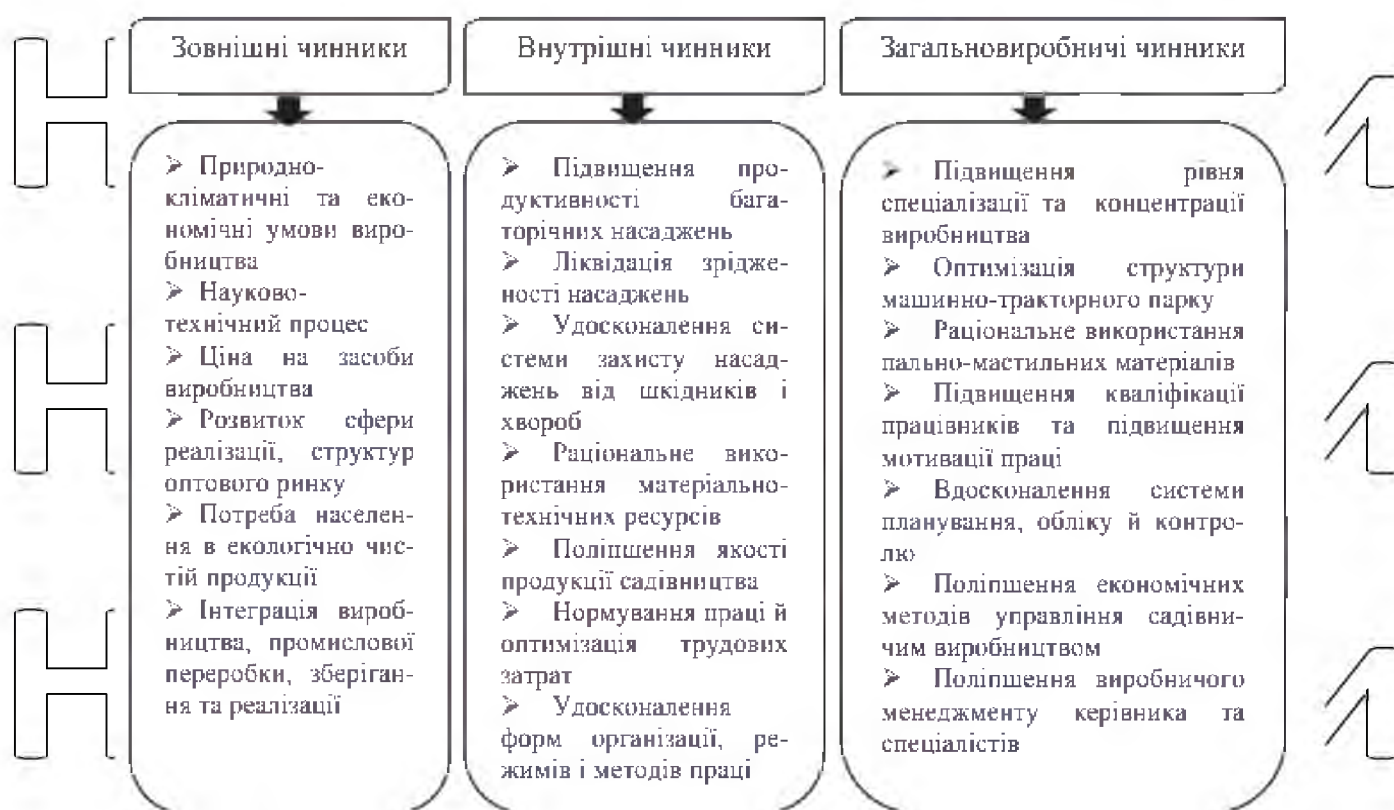 Зовнішні чинники
➢ Природно-
кліматичні та еко-
номічні умови виро-
бництва
➢ Науково-
технічний процес
➢ Ціна на засоби
виробництва
➢ Розвиток сфери
реалізації, структур
оптового ринку
➢ Потреба населен-
ня в екологічно чис-
тій продукції
➢ Інтеграція вироб-
ництва, промислової
переробки, зберіган-
ня та реалізації
Внутрішні чинники
➢ Підвищення про-
дуктивності бага-
торічних насаджень
➢ Ліквідація зрідже-
ності насаджень
➢ Удосконалення си-
стеми захисту насад-
жень від шкідників і
хвороб
➢ Раціональне вико-
ристання матеріально-
технічних ресурсів
➢ Поліпшення якості
продукції садівництва
➢ Нормування праці й
оптимізація трудових
затрат
➢ Удосконалення
форм організації, ре-
жимів і методів праці
Загальновиробничі чинники
➢ Підвищення рівня
спеціалізації та концентрації
виробництва
➢ Оптимізація структури
машинно-тракторного парку
➢ Раціональне використання
пально-мастильних матеріалів
➢ Підвищення кваліфікації
працівників та підвищення
мотивації праці
➢ Вдосконалення системи
планування, обліку й контро-
лю
➢ Поліпшення економічних
методів управління садівни-
чим виробництвом
➢ Поліпшення виробничого
менеджменту керівника та
спеціалістів